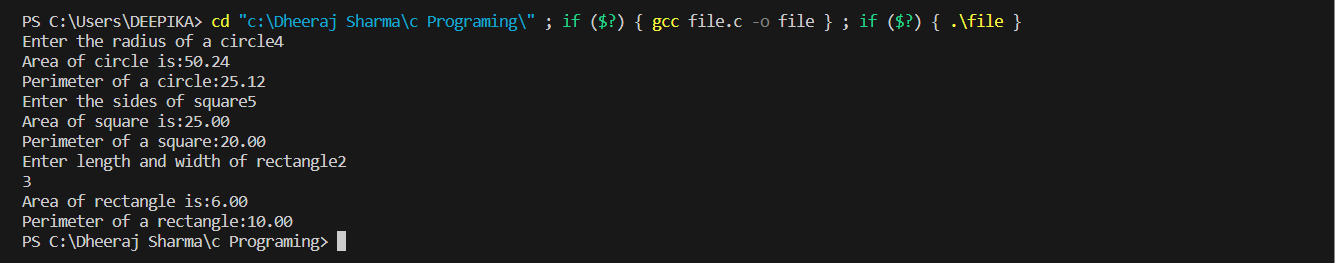 PS C:\Users\DEEPIKA> cd "c:\Dheeraj Sharma\c Programing\" ; if ($?) { gcc file.c -o file } ; if ($?) { .\file }
Enter the radius of a circle4
Area of circle is:50.24
Perimeter of a circle:25.12
Enter the sides of square5
Area of square is:25.00
Perimeter of a square:20.00
Enter length and width of rectangle2
3
Area of rectangle is:6.00
Perimeter of a rectangle:10.00
PS C:\Dheeraj Sharma\c Programing>